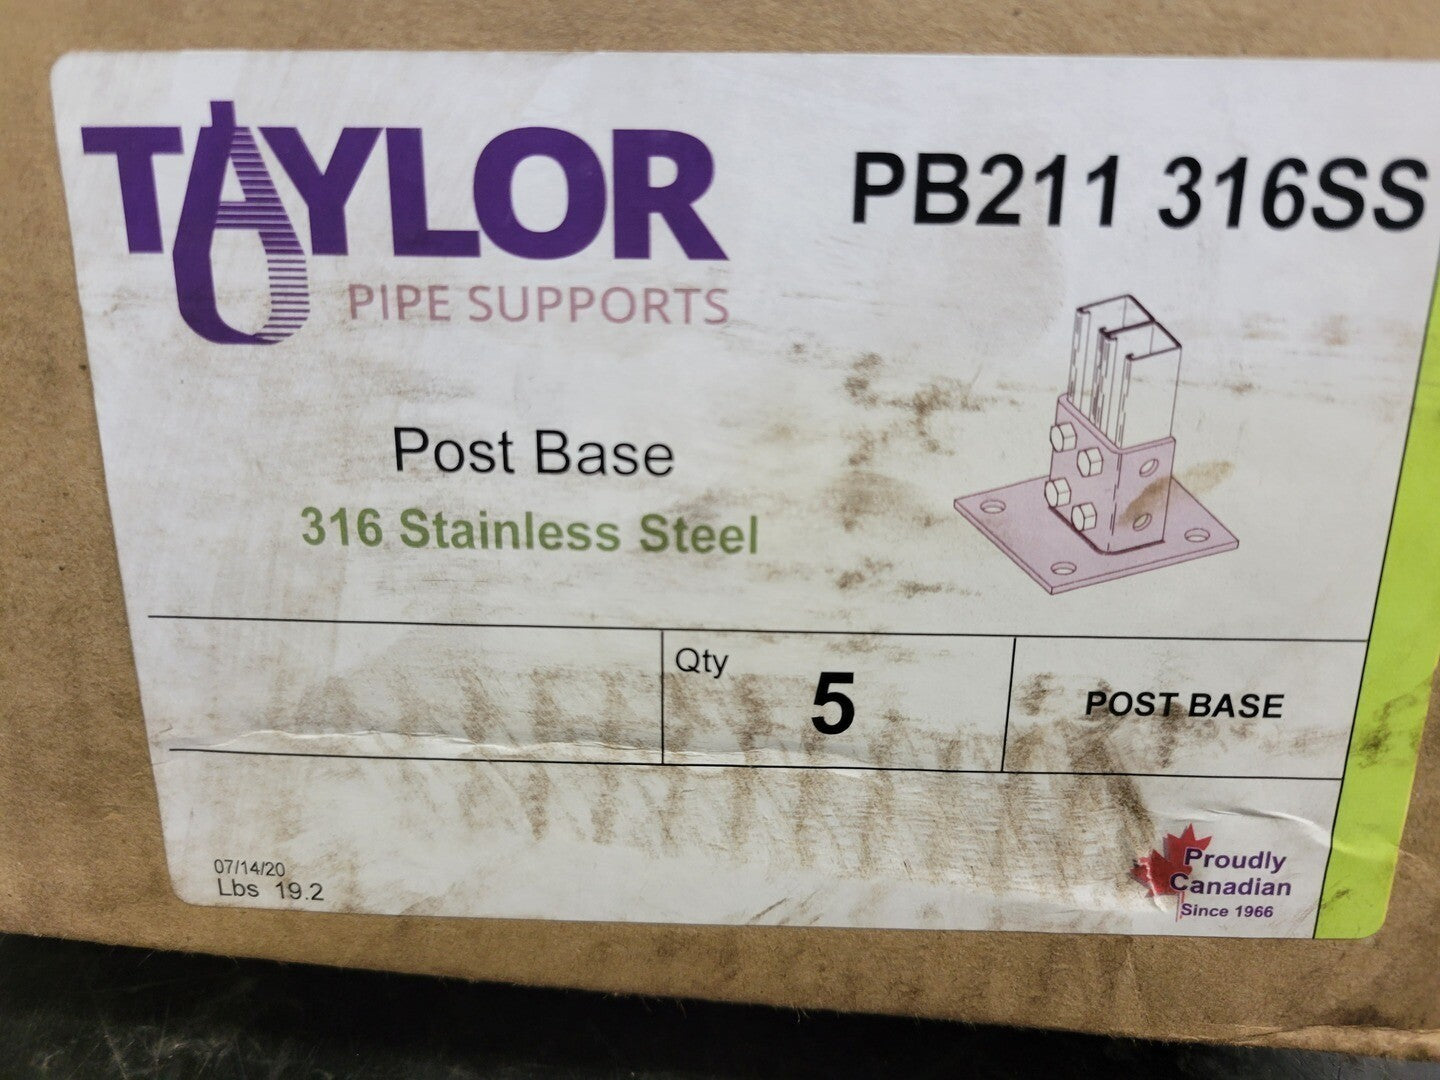 TAYLOR
PIPE SUPPORTS
PB211 316SS
Post Base
316 Stainless Steel
Qty
5
POST BASE
07/14/20
Lbs 19.2
Proudly
Canadian
Since 1966